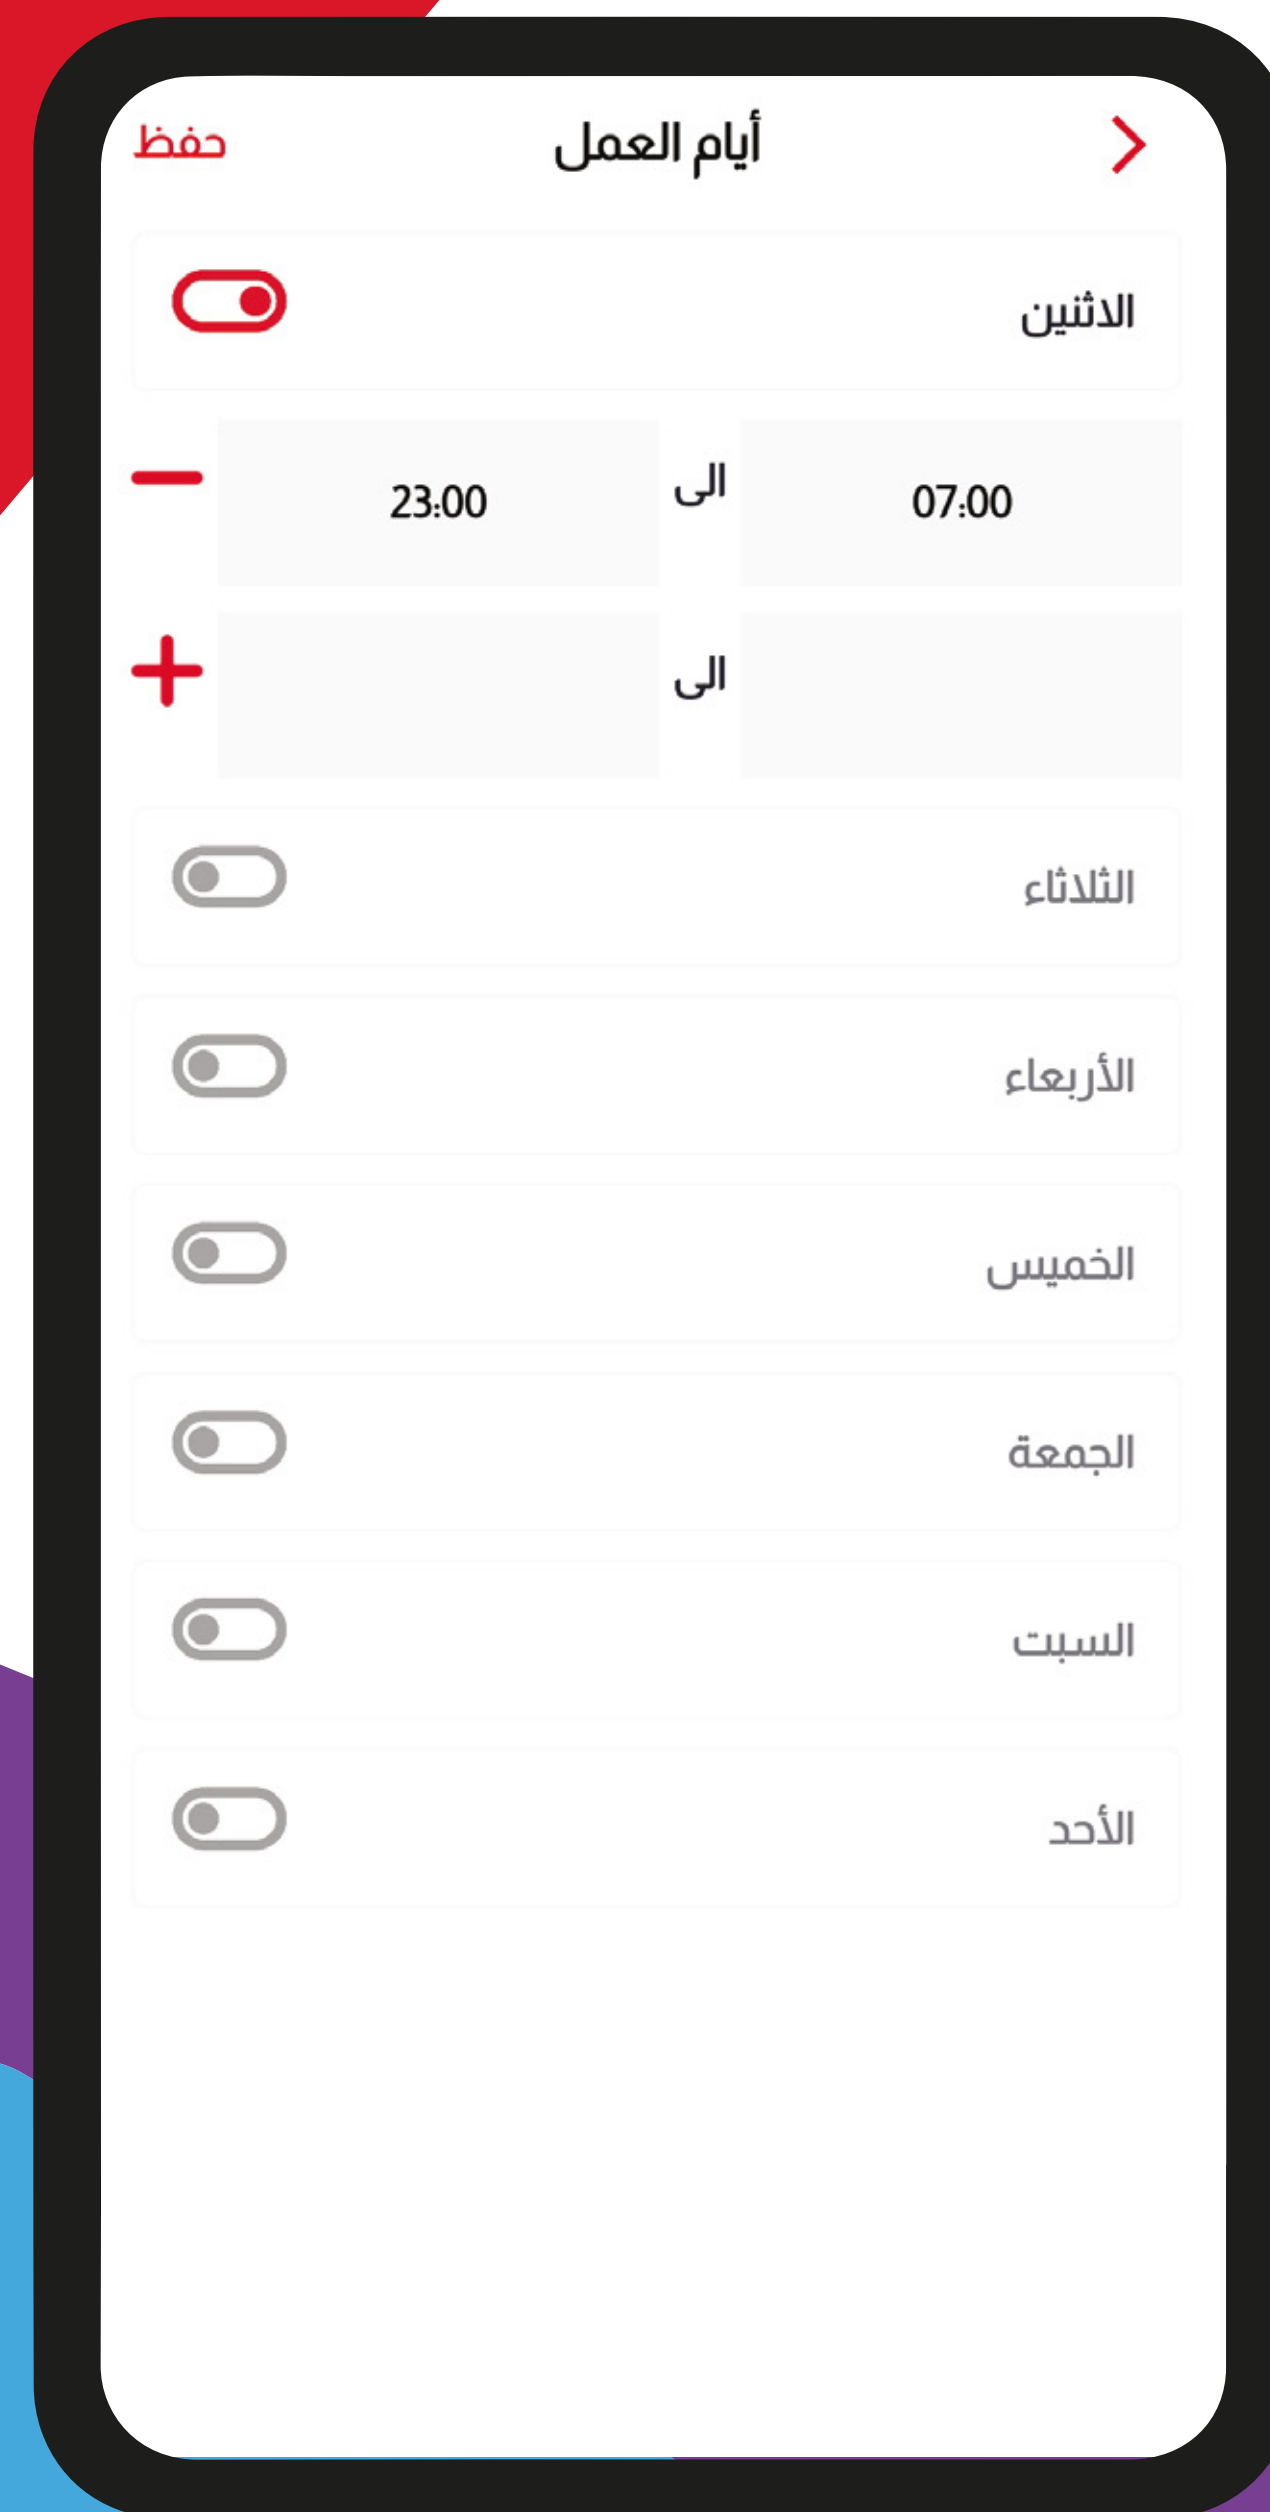 أيام العمل حفظ
الاثنين
07:00 الى 23:00
الى
الثلاثاء
الأربعاء
الخميس
الجمعة
السبت
الأحد